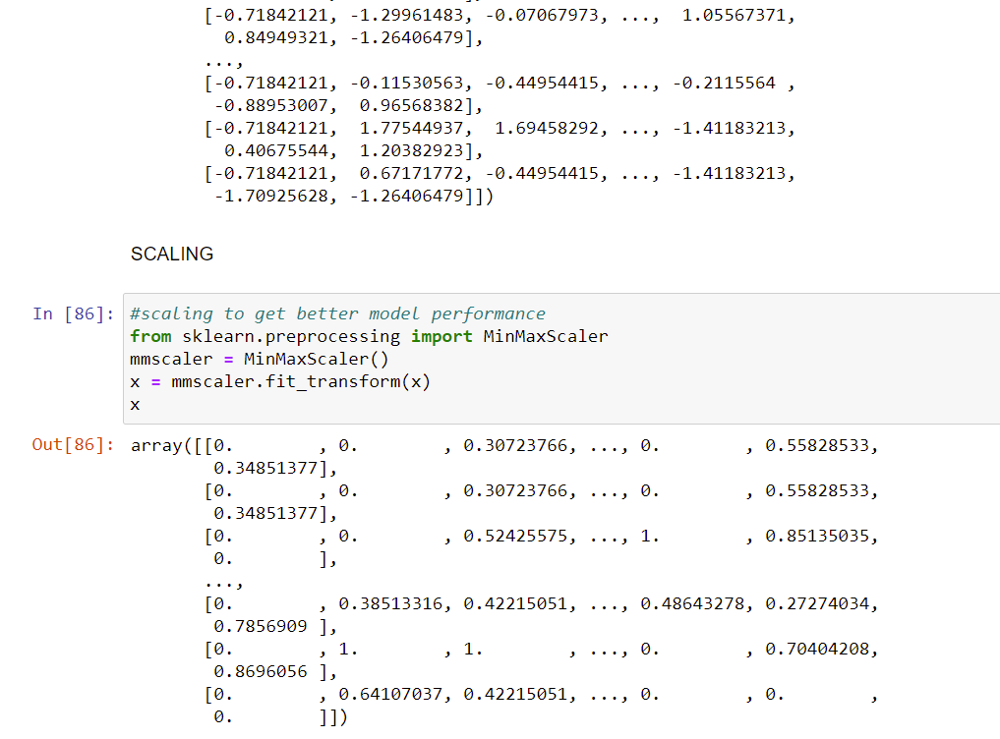 [-0.71842121, -1.29961483, -0.07067973, ...,  1.05567371,
0.84949321, -1.26406479],
...,
[-0.71842121, -0.11530563, -0.44954415, ..., -0.2115564 ,
-0.88953007,  0.96568382],
[-0.71842121,  1.77544937,  1.69458292, ..., -1.41183213,
0.40675544,  1.20382923],
[-0.71842121,  0.67171772, -0.44954415, ..., -1.41183213,
-1.70925628, -1.26406479]])
SCALING
In [86]: #scaling to get better model performance
from sklearn.preprocessing import MinMaxScaler
mmscaler = MinMaxScaler()
x = mmscaler.fit_transform(x)
x
Out[86]: array([[0.        , 0.        , 0.30723766, ..., 0.        , 0.55828533,
0.34851377],
[0.        , 0.        , 0.30723766, ..., 0.        , 0.55828533,
0.34851377],
[0.        , 0.        , 0.52425575, ..., 1.        , 0.85135035,
0.        ],
...,
[0.        , 0.38513316, 0.42215051, ..., 0.48643278, 0.27274034,
0.7856909 ],
[0.        , 1.        , 1.        , ..., 0.        , 0.70404208,
0.8696056 ],
[0.        , 0.64107037, 0.42215051, ..., 0.        , 0.        ,
0.        ]])